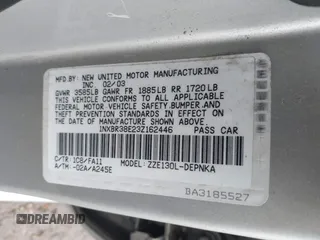 MFD. BY: NEW UNITED MOTOR MANUFACTURING
INC. 02/03
GVWR 3585LB GAWR FR 1885LB RR 1720LB
THIS VEHICLE CONFORMS TO ALL APPLICABLE
FEDERAL MOTOR VEHICLE SAFETY,BUMPER,AND
THEFT PREVENTION STANDARDS IN EFFECT ON
THE DATE OF MANUFACTURE SHOWN ABOVE.
1NXBR38E23Z162446 PASS CAR
C/TR: 1C8/FA11 MODEL: ZZE130L-DEPNKA
A/TM: -02A/A245E
BA3185527
DREAMBID